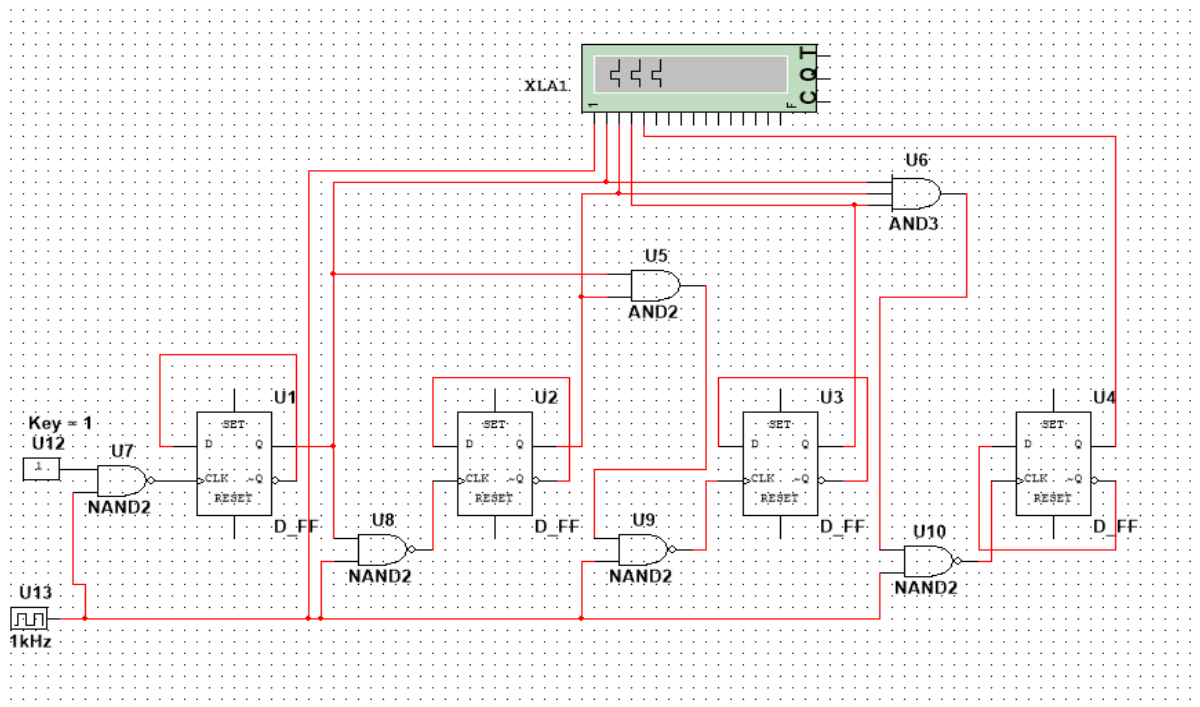 XLA1
T
Q
C
1
F
U6
AND3
U5
AND2
Key = 1
U12
1
U7
NAND2
U1
SET
D
Q
CLK
~Q
RESET
D_FF
U2
SET
D
Q
CLK
~Q
RESET
U8
NAND2
U3
SET
D
Q
CLK
~Q
RESET
D_FF
U9
NAND2
U4
SET
D
Q
CLK
~Q
RESET
D_FF
U10
NAND2
U13
1kHz